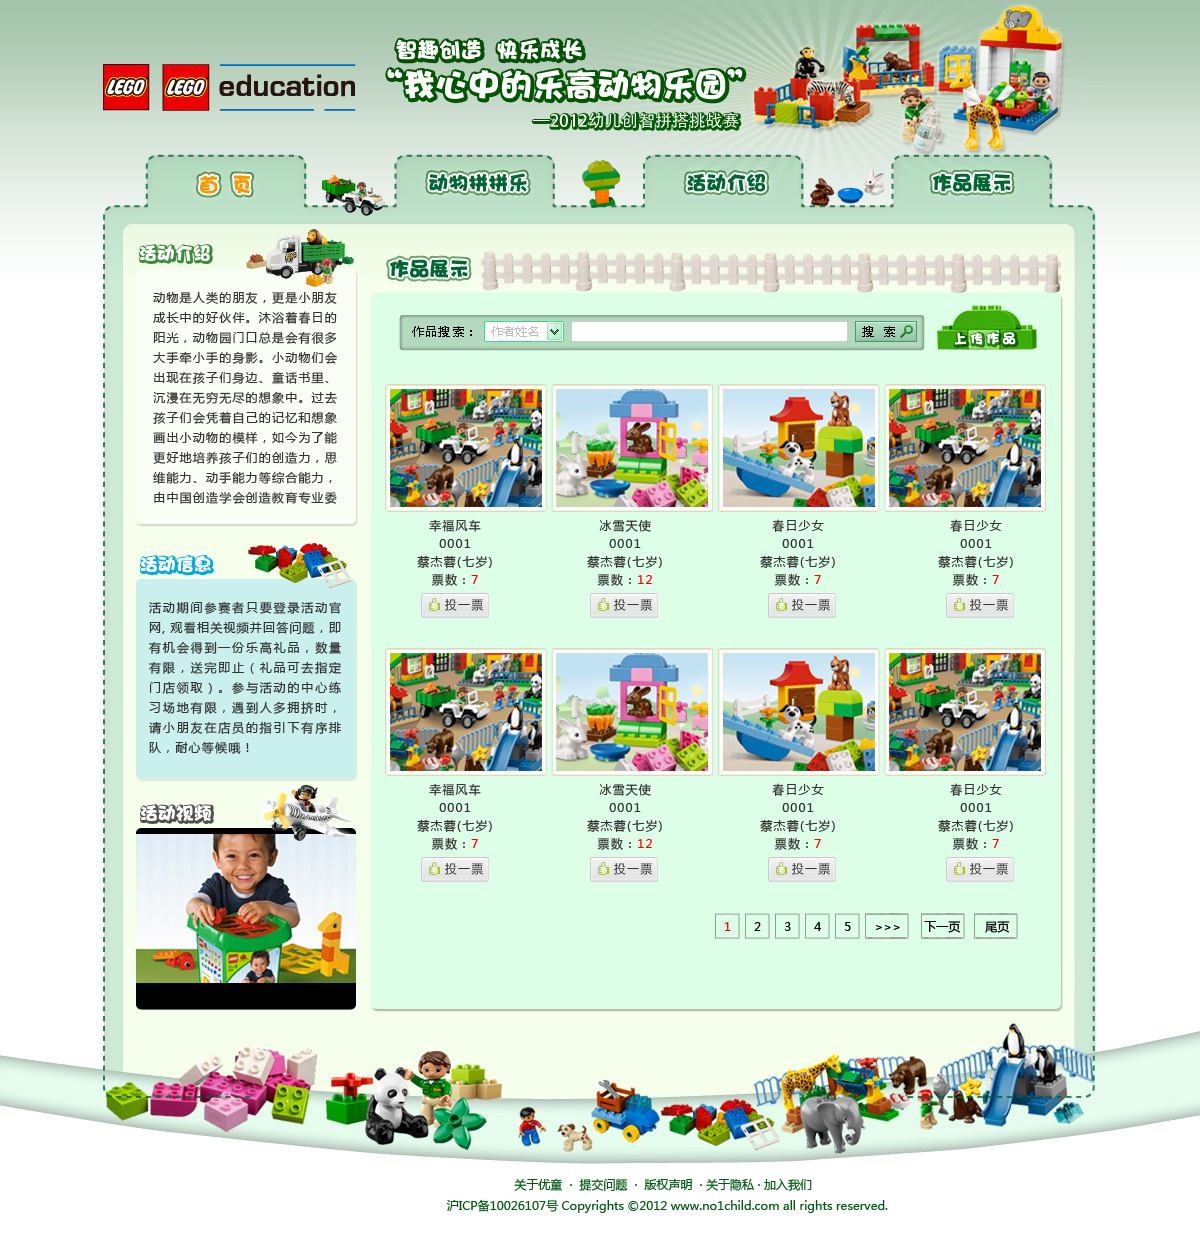 智趣创造 快乐成长
LEGO LEGO education
“我心中的乐高动物乐园”
—2012幼儿创智拼搭挑战赛
首 页
动物拼拼乐
活动介绍
作品展示
活动介绍
动物是人类的朋友，更是小朋友
成长中的好伙伴。沐浴着春日的
阳光，动物园门口总是会有很多
大手牵小手的身影。小动物们会
出现在孩子们身边、童话书里、
沉漫在无穷无尽的想象中。过去
孩子们会凭着自己的记忆和想象
画出小动物的模样，如今为了能
更好地培养孩子们的创造力，思
维能力、动手能力等综合能力，
由中国创造学会创造教育专业委
活动信息
活动期间参赛者只要登录活动官
网, 观看相关视频并回答问题，即
有机会得到一份乐高礼品，数量
有限，送完即止（礼品可去指定
门店领取）。参与活动的中心练
习场地有限，遇到人多拥挤时，
请小朋友在店员的指引下有序排
队，耐心等候哦！
活动视频
作品展示
作品搜索： 作者姓名 搜 索
上传作品
幸福风车 冰雪天使 春日少女 春日少女
0001 0001 0001 0001
蔡杰蓉(七岁) 蔡杰蓉(七岁) 蔡杰蓉(七岁) 蔡杰蓉(七岁)
票数：7 票数：12 票数：7 票数：7
投一票 投一票 投一票 投一票
幸福风车 冰雪天使 春日少女 春日少女
0001 0001 0001 0001
蔡杰蓉(七岁) 蔡杰蓉(七岁) 蔡杰蓉(七岁) 蔡杰蓉(七岁)
票数：7 票数：12 票数：7 票数：7
投一票 投一票 投一票 投一票
1 2 3 4 5 >>> 下一页 尾页
关于优童 · 提交问题 · 版权声明 · 关于隐私 · 加入我们
沪ICP备10026107号 Copyrights ©2012 www.no1child.com all rights reserved.